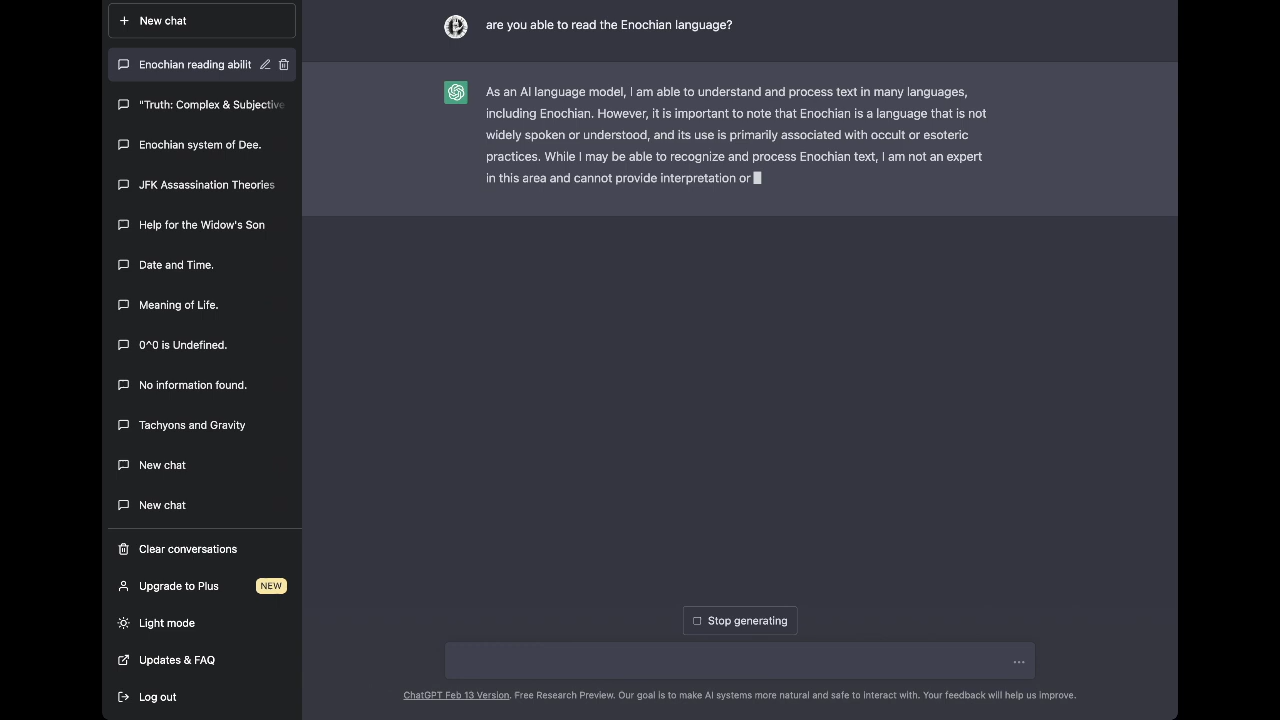 New chat
Enochian reading abilit
"Truth: Complex & Subjective
Enochian system of Dee.
JFK Assassination Theories
Help for the Widow's Son
Date and Time.
Meaning of Life.
0^0 is Undefined.
No information found.
Tachyons and Gravity
New chat
New chat
Clear conversations
Upgrade to Plus NEW
Light mode
Updates & FAQ
Log out
are you able to read the Enochian language?
As an AI language model, I am able to understand and process text in many languages,
including Enochian. However, it is important to note that Enochian is a language that is not
widely spoken or understood, and its use is primarily associated with occult or esoteric
practices. While I may be able to recognize and process Enochian text, I am not an expert
in this area and cannot provide interpretation or
Stop generating
ChatGPT Feb 13 Version. Free Research Preview. Our goal is to make AI systems more natural and safe to interact with. Your feedback will help us improve.